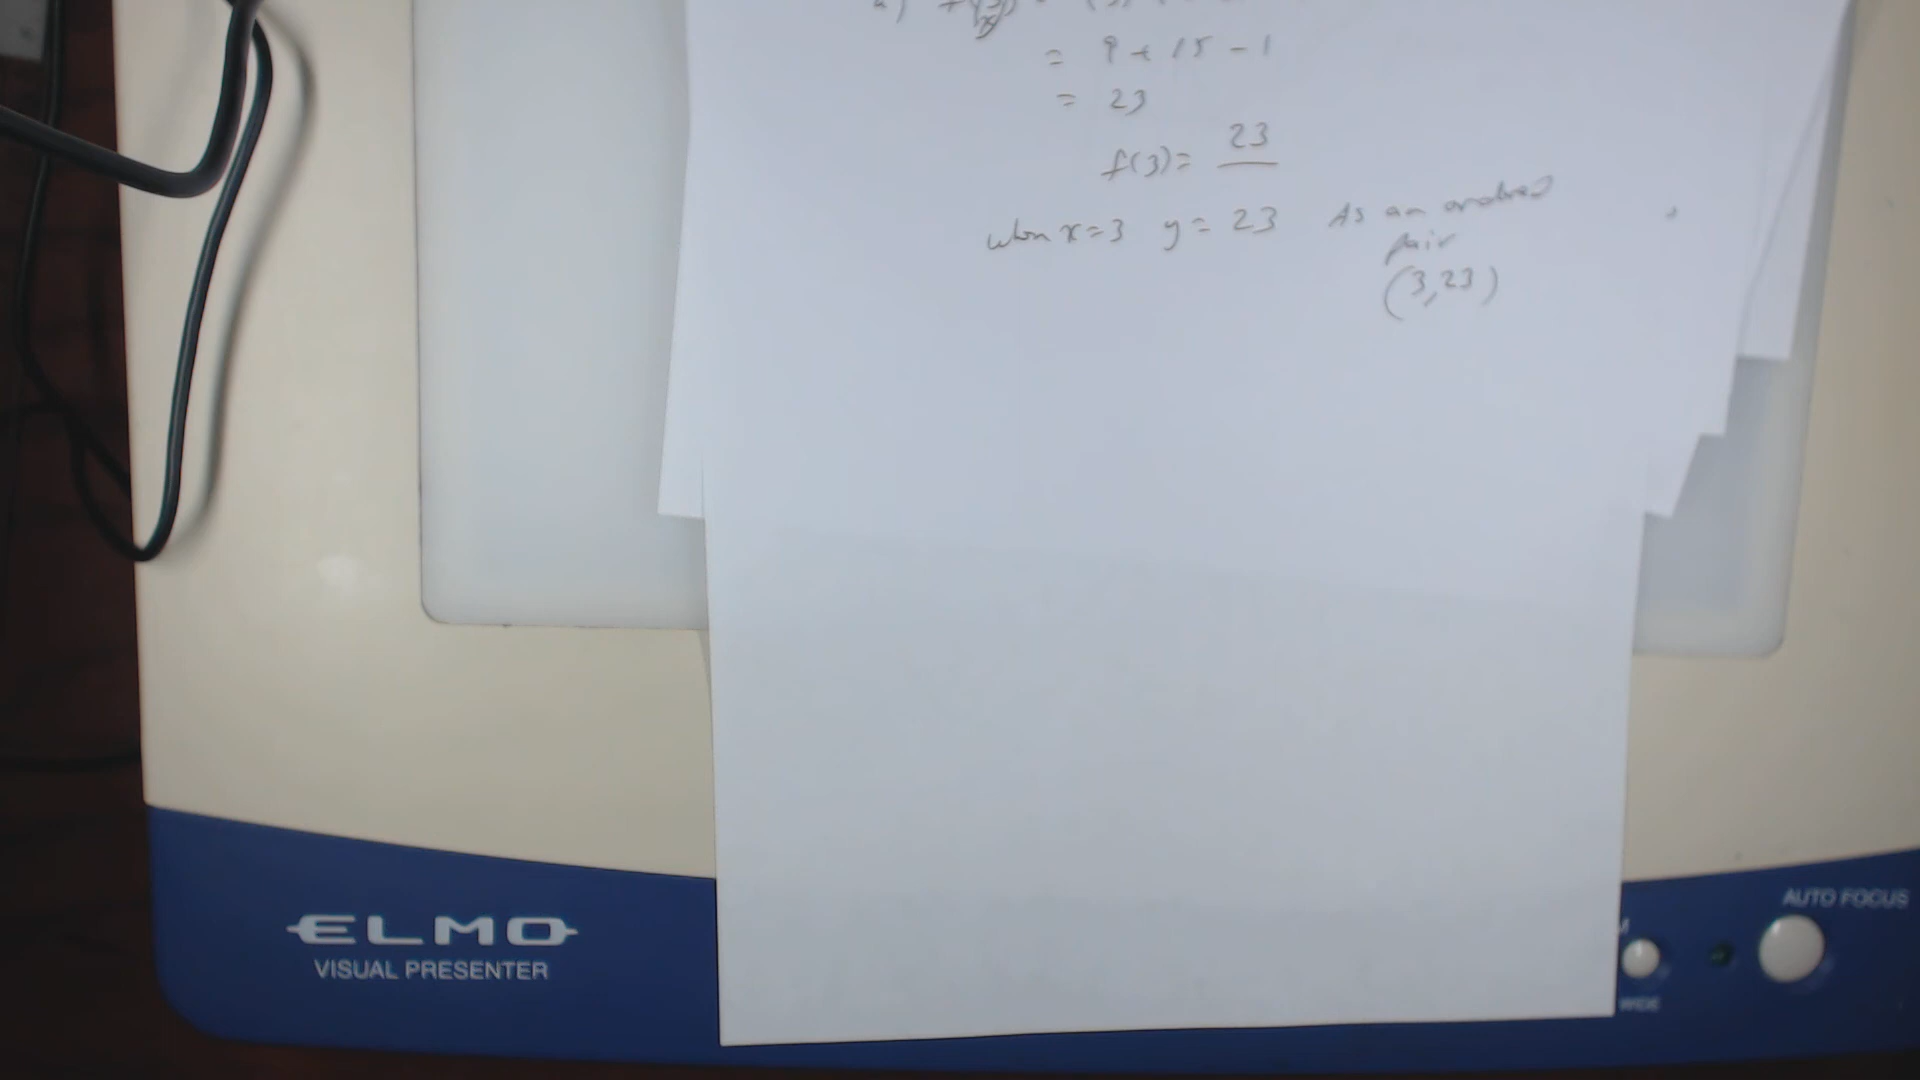 a)
= 9 + 15 - 1
= 23
f(3) = 23
when x = 3 y = 23 As an ordered
pair
(3,23)
ELMO
VISUAL PRESENTER
AUTO FOCUS
WIDE